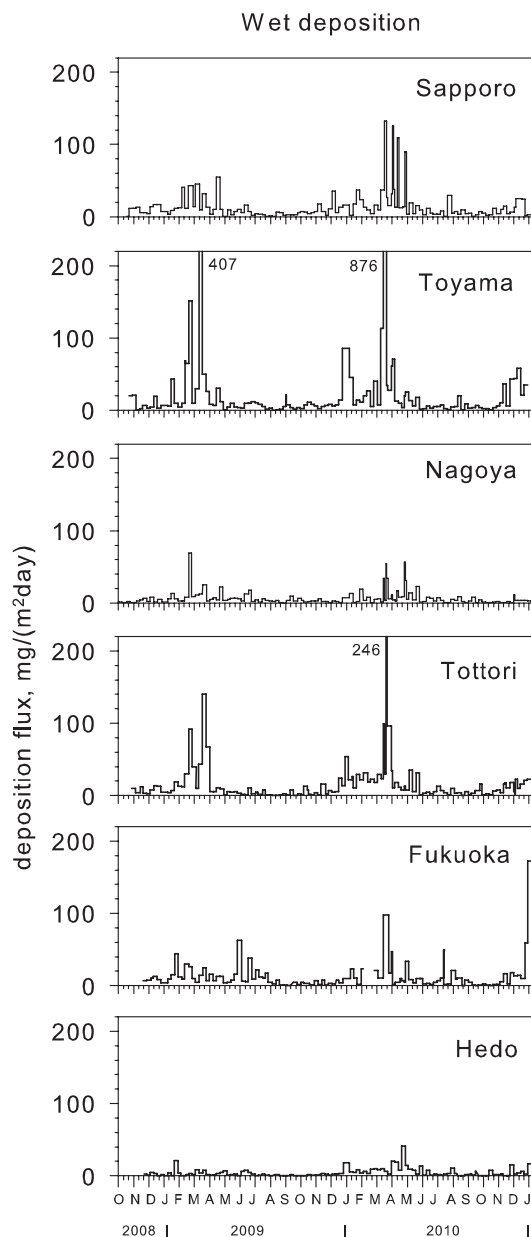 Wet deposition
deposition flux, mg/(m²day)
200
100
0
Sapporo
200
100
0
407
876
Toyama
200
100
0
Nagoya
200
100
0
246
Tottori
200
100
0
Fukuoka
200
100
0
Hedo
O N D J F M A M J J A S O N D J F M A M J J A S O N D J
2008 2009 2010